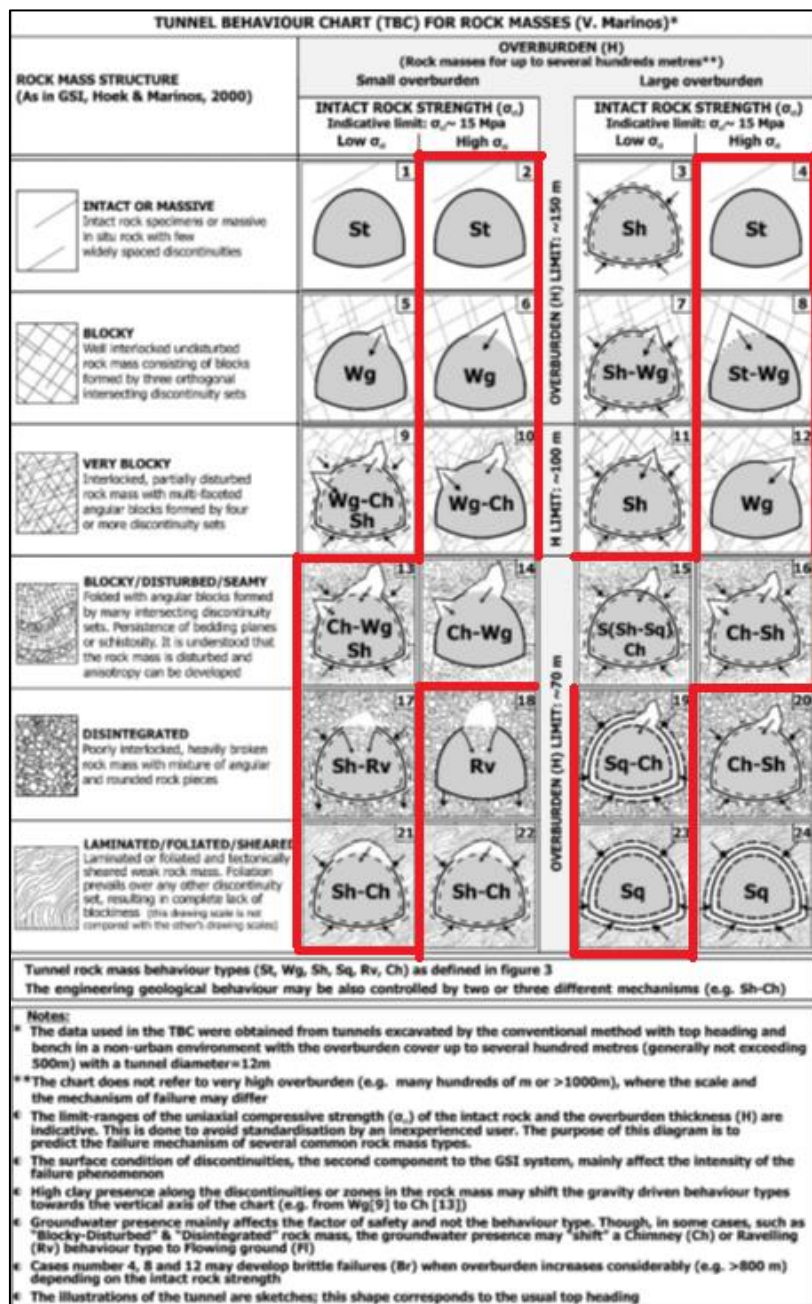 TUNNEL BEHAVIOUR CHART (TBC) FOR ROCK MASSES (V. Marinos)*
ROCK MASS STRUCTURE
(As in GSI, Hoek & Marinos, 2000)
OVERBURDEN (H)
(Rock masses for up to several hundreds metres**)
Small overburden
Large overburden
INTACT ROCK STRENGTH (σci)
Indicative limit: σci~ 15 Mpa
Low σci High σci
INTACT ROCK STRENGTH (σci)
Indicative limit: σci~ 15 Mpa
Low σci High σci
INTACT OR MASSIVE
Intact rock specimens or massive
in situ rock with few
widely spaced discontinuities
1
St
2
St
OVERBURDEN (H) LIMIT: ~150 m
3
Sh
4
St
BLOCKY
Well interlocked undisturbed
rock mass consisting of blocks
formed by three orthogonal
intersecting discontinuity sets
5
Wg
6
Wg
7
Sh-Wg
8
St-Wg
VERY BLOCKY
Interlocked, partially disturbed
rock mass with multi-faceted
angular blocks formed by four
or more discontinuity sets
9
Wg-Ch
Sh
10
Wg-Ch
H LIMIT: ~100 m
11
Sh
12
Wg
BLOCKY/DISTURBED/SEAMY
Folded with angular blocks formed
by many intersecting discontinuity
sets. Persistence of bedding planes
or schistosity. It is understood that
the rock mass is disturbed and
anisotropy can be developed
13
Ch-Wg
Sh
14
Ch-Wg
OVERBURDEN (H) LIMIT: ~70 m
15
S(Sh-Sq)
Ch
16
Ch-Sh
DISINTEGRATED
Poorly interlocked, heavily broken
rock mass with mixture of angular
and rounded rock pieces
17
Sh-Rv
18
Rv
19
Sq-Ch
20
Ch-Sh
LAMINATED/FOLIATED/SHEARED
Laminated or foliated and tectonically
sheared weak rock mass. Foliation
prevails over any other discontinuity
set, resulting in complete lack of
blockiness (this drawing scale is not
compared with the other's drawing scales)
21
Sh-Ch
22
Sh-Ch
23
Sq
24
Sq
Tunnel rock mass behaviour types (St, Wg, Sh, Sq, Rv, Ch) as defined in figure 3
The engineering geological behaviour may be also controlled by two or three different mechanisms (e.g. Sh-Ch)
Notes:
* The data used in the TBC were obtained from tunnels excavated by the conventional method with top heading and
bench in a non-urban environment with the overburden cover up to several hundred metres (generally not exceeding
500m) with a tunnel diameter=12m
**The chart does not refer to very high overburden (e.g. many hundreds of m or >1000m), where the scale and
the mechanism of failure may differ
The limit-ranges of the uniaxial compressive strength (σci) of the intact rock and the overburden thickness (H) are
indicative. This is done to avoid standardisation by an inexperienced user. The purpose of this diagram is to
predict the failure mechanism of several common rock mass types.
The surface condition of discontinuities, the second component to the GSI system, mainly affect the intensity of the
failure phenomenon
High clay presence along the discontinuities or zones in the rock mass may shift the gravity driven behaviour types
towards the vertical axis of the chart (e.g. from Wg[9] to Ch [13])
Groundwater presence mainly affects the factor of safety and not the behaviour type. Though, in some cases, such as
"Blocky-Disturbed" & "Disintegrated" rock mass, the groundwater presence may "shift" a Chimney (Ch) or Ravelling
(Rv) behaviour type to Flowing ground (Fl)
Cases number 4, 8 and 12 may develop brittle failures (Br) when overburden increases considerably (e.g. >800 m)
depending on the intact rock strength
The illustrations of the tunnel are sketches; this shape corresponds to the usual top heading